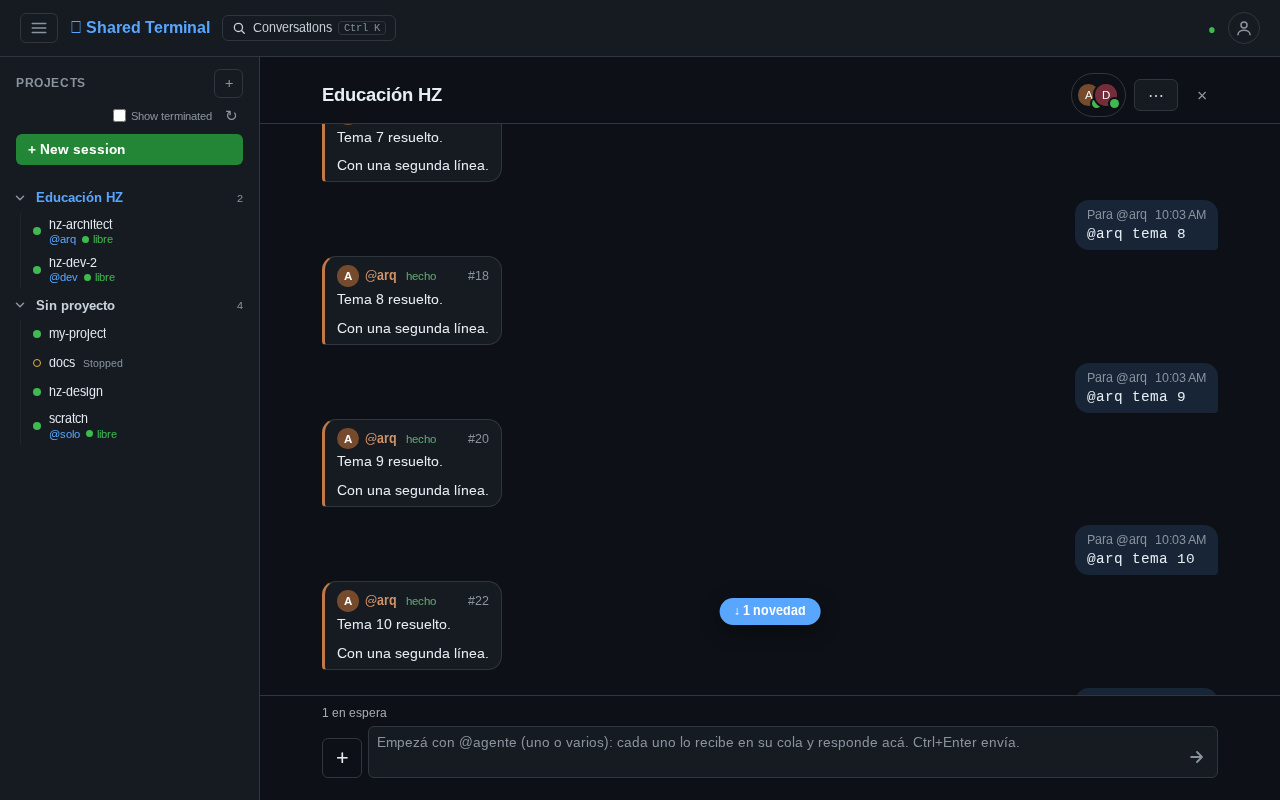 Shared Terminal
Conversations Ctrl K
PROJECTS
+
Show terminated ↻
+ New session
Educación HZ 2
hz-architect
@arq libre
hz-dev-2
@dev libre
Sin proyecto 4
my-project
docs Stopped
hz-design
scratch
@solo libre
Educación HZ
A D ⋯ ×
Tema 7 resuelto.
Con una segunda línea.
Para @arq 10:03 AM
@arq tema 8
A @arq hecho #18
Tema 8 resuelto.
Con una segunda línea.
Para @arq 10:03 AM
@arq tema 9
A @arq hecho #20
Tema 9 resuelto.
Con una segunda línea.
Para @arq 10:03 AM
@arq tema 10
A @arq hecho #22
Tema 10 resuelto.
Con una segunda línea.
↓ 1 novedad
1 en espera
+
Empezá con @agente (uno o varios): cada uno lo recibe en su cola y responde acá. Ctrl+Enter envía.